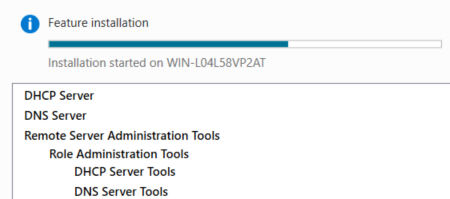 Feature installation
Installation started on WIN-L04L58VP2AT
DHCP Server
DNS Server
Remote Server Administration Tools
Role Administration Tools
DHCP Server Tools
DNS Server Tools